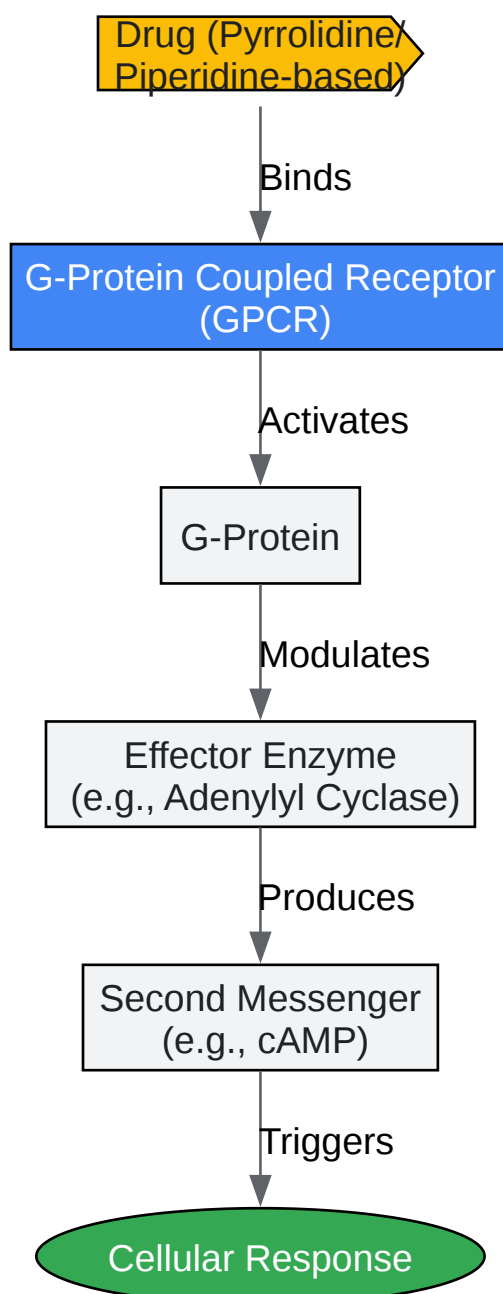 Drug (Pyrrolidine/
Piperidine-based)
Binds
G-Protein Coupled Receptor
(GPCR)
Activates
G-Protein
Modulates
Effector Enzyme
(e.g., Adenylyl Cyclase)
Produces
Second Messenger
(e.g., cAMP)
Triggers
Cellular Response